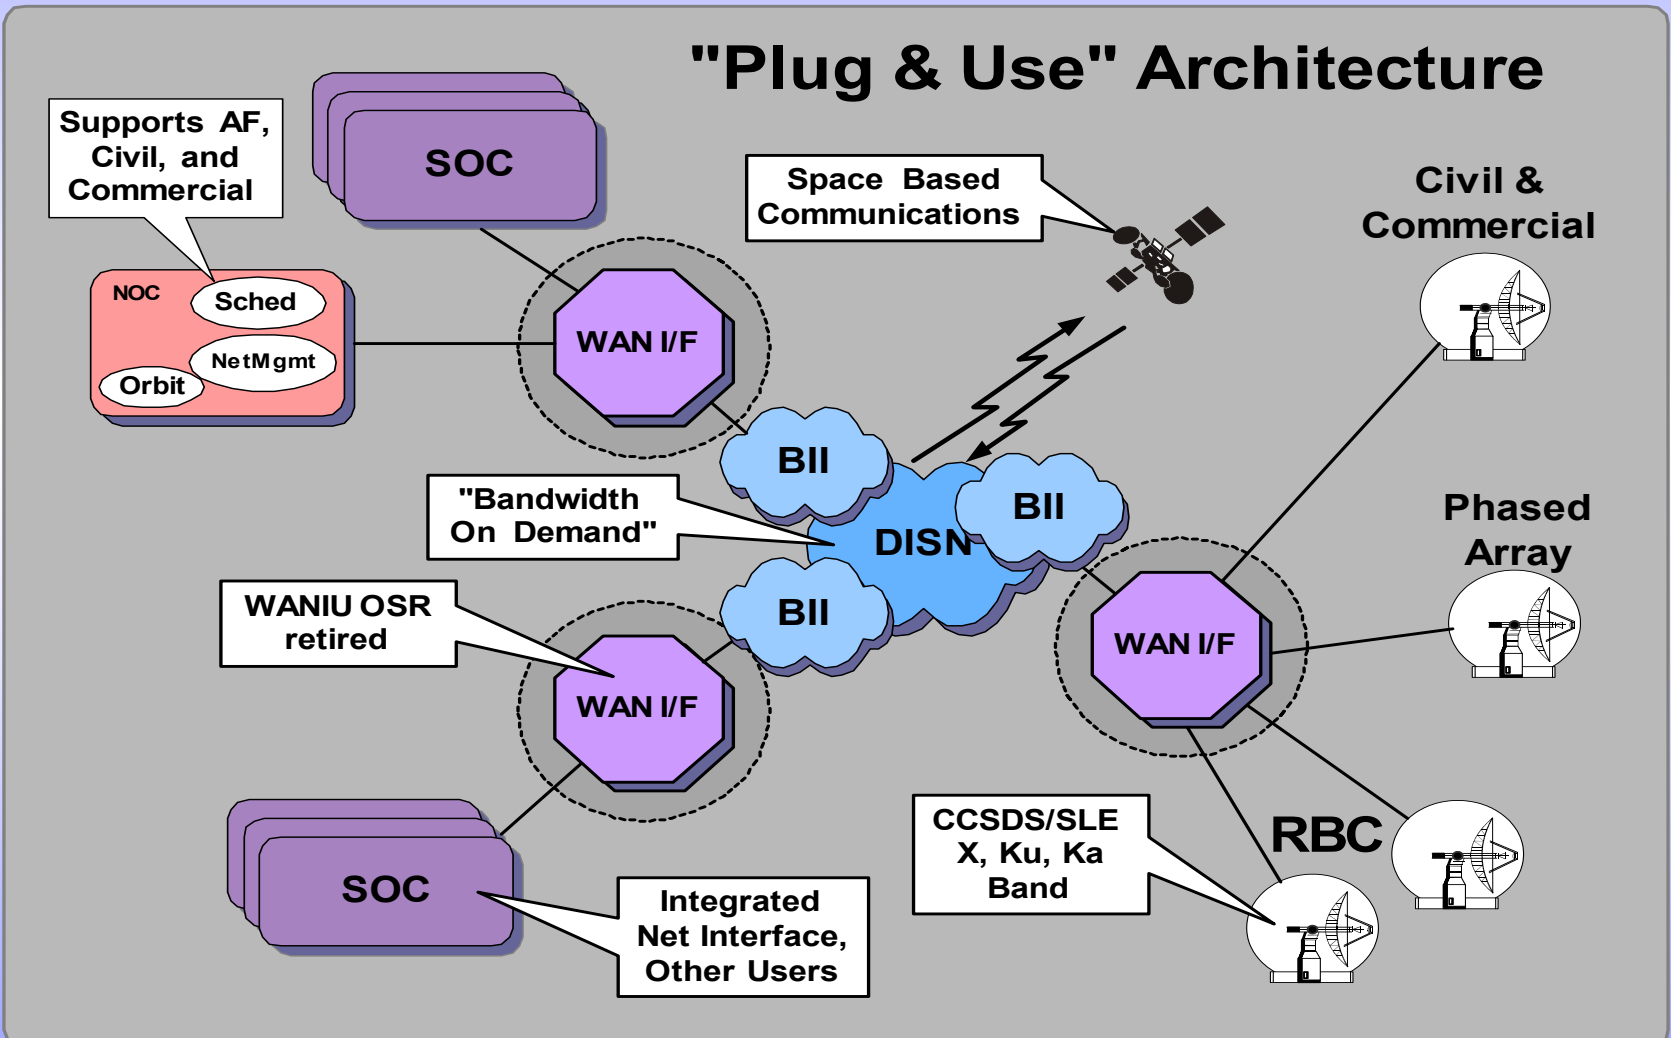 "Plug & Use" Architecture
Supports AF,
Civil, and
Commercial
SOC
Space Based
Communications
Civil &
Commercial
NOC
Sched
NetMgmt
Orbit
WAN I/F
BII
"Bandwidth
On Demand"
DISN
BII
Phased
Array
WANIU OSR
retired
BII
WAN I/F
WAN I/F
CCSDS/SLE
X, Ku, Ka
Band
RBC
SOC
Integrated
Net Interface,
Other Users